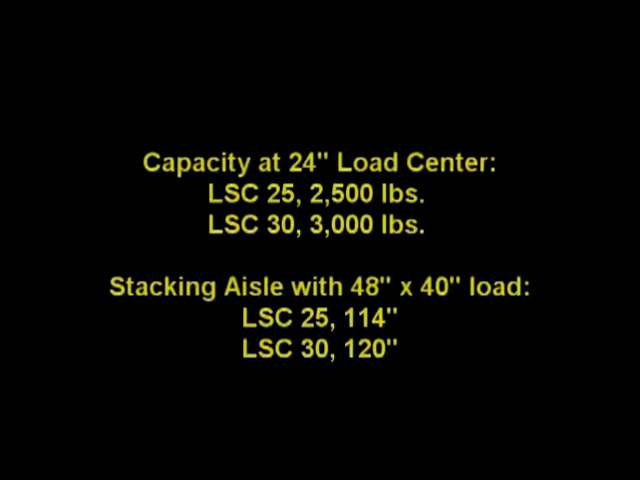 Capacity at 24" Load Center:
LSC 25, 2,500 lbs.
LSC 30, 3,000 lbs.
Stacking Aisle with 48" x 40" load:
LSC 25, 114"
LSC 30, 120"